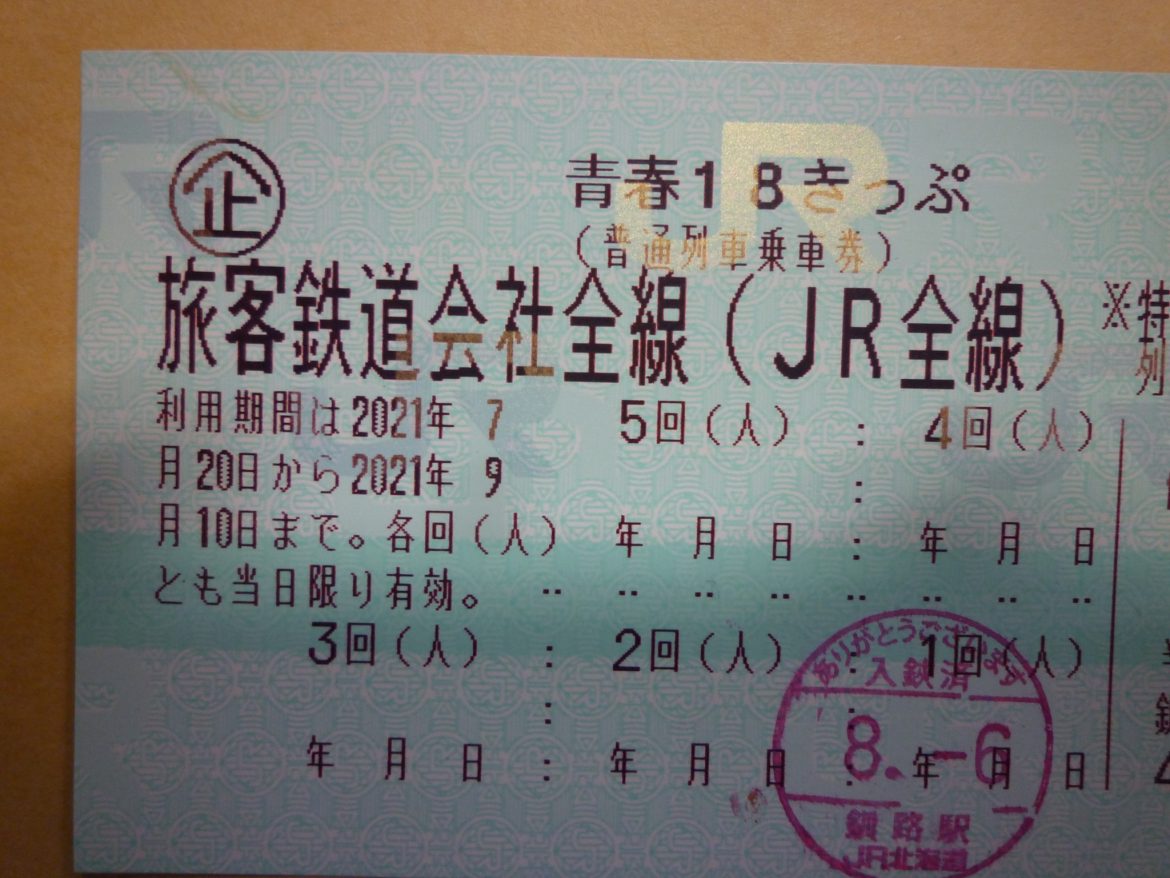 企
青春18きっぷ
(普通列車乗車券)
旅客鉄道会社全線(JR全線)
※特
列
利用期間は2021年 7
月20日から2021年 9
月10日まで。各回(人)
とも当日限り有効。
5回(人) : 4回(人)
:
年 月 日 : 年 月 日
‥ ‥ ‥ ‥ ‥ ‥ ‥ ‥
3回(人) : 2回(人) : 1回(人)
: :
年 月 日 : 年 月 日 : 年 月 日
ありがとうございます
入鋏済
8.-6
釧路駅
JR北海道